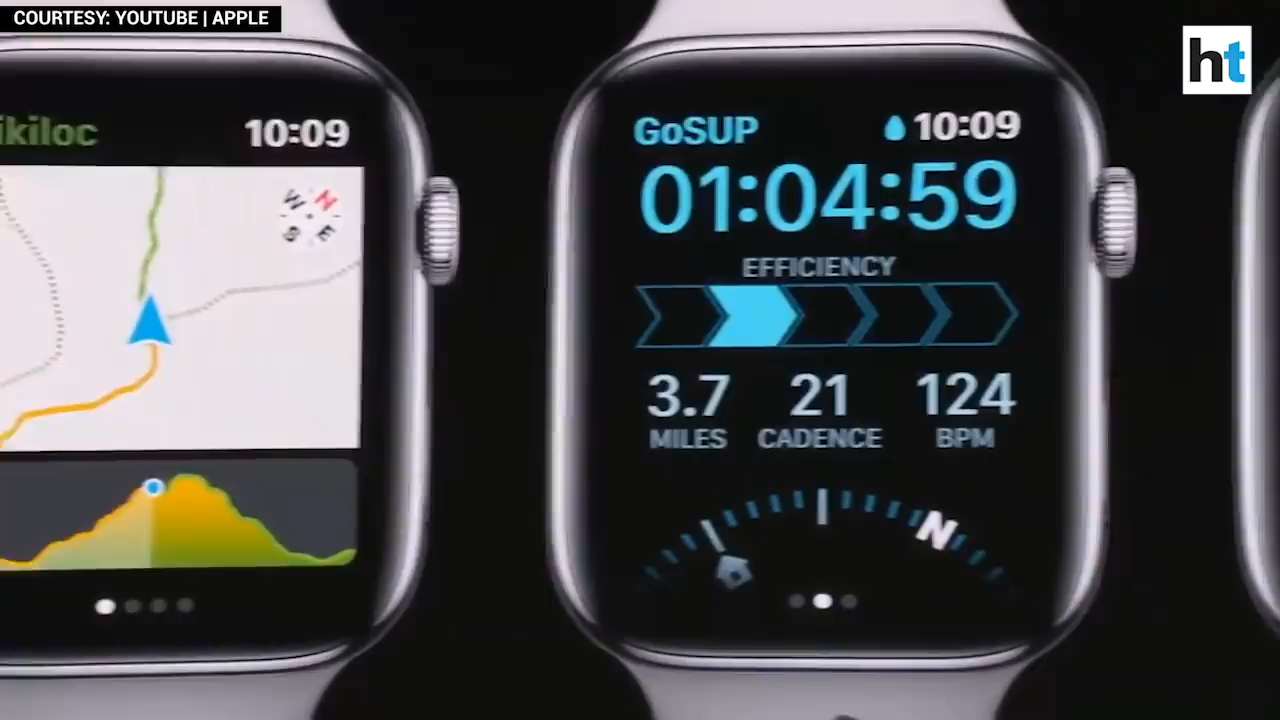 COURTESY: YOUTUBE | APPLE
ht
ikiloc 10:09
N
W
E
S
GoSUP 10:09
01:04:59
EFFICIENCY
3.7 21 124
MILES CADENCE BPM
N